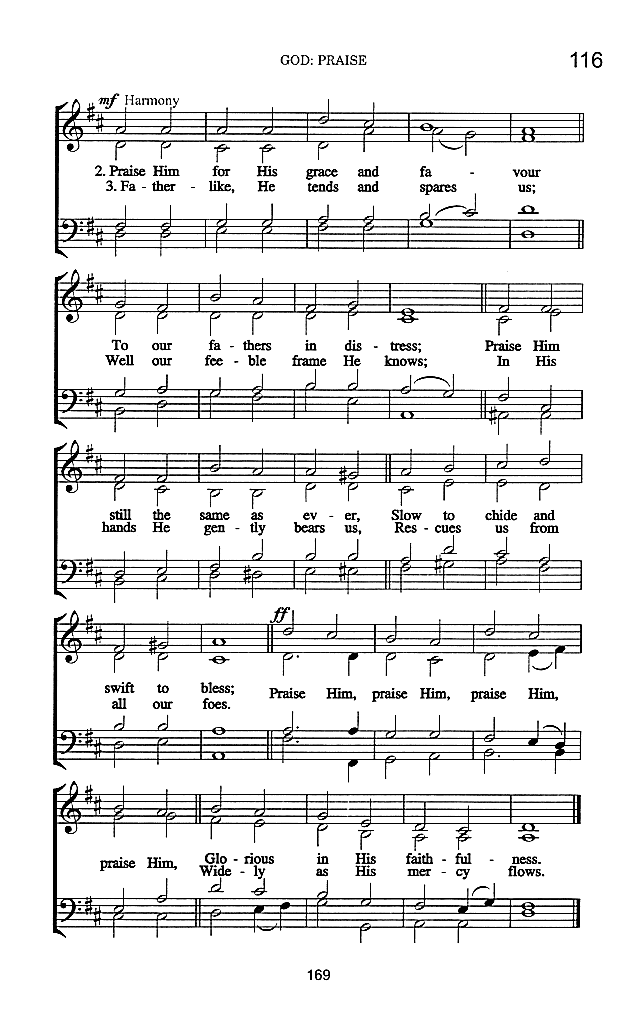 GOD: PRAISE 116
mf Harmony
2. Praise Him for His grace and fa - vour
3. Fa - ther - like, He tends and spares us;
To our fa - thers in dis - tress; Praise Him
Well our fee - ble frame He knows; In His
still the same as ev - er, Slow to chide and
hands He gen - tly bears us, Res - cues us from
ff
swift to bless; Praise Him, praise Him, praise Him,
all our foes.
praise Him, Glo - rious in His faith - ful - ness.
Wide - ly as His mer - cy flows.
169